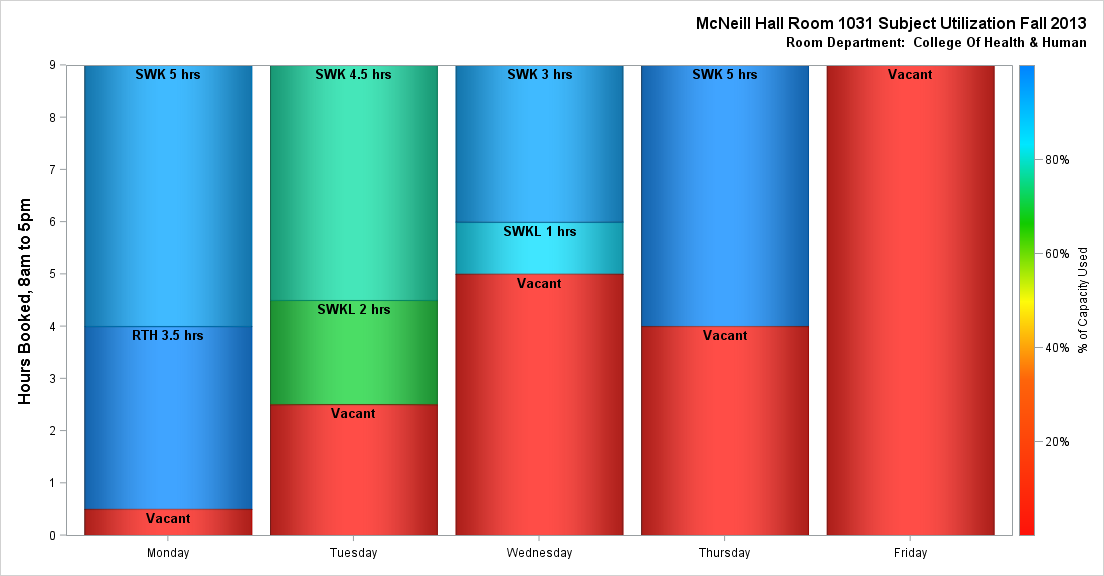 McNeill Hall Room 1031 Subject Utilization Fall 2013
Room Department:  College Of Health & Human
Hours Booked, 8am to 5pm
9
8
7
6
5
4
3
2
1
0
SWK 5 hrs
RTH 3.5 hrs
Vacant
SWK 4.5 hrs
SWKL 2 hrs
Vacant
SWK 3 hrs
SWKL 1 hrs
Vacant
SWK 5 hrs
Vacant
Vacant
Monday
Tuesday
Wednesday
Thursday
Friday
80%
60%
40%
20%
% of Capacity Used